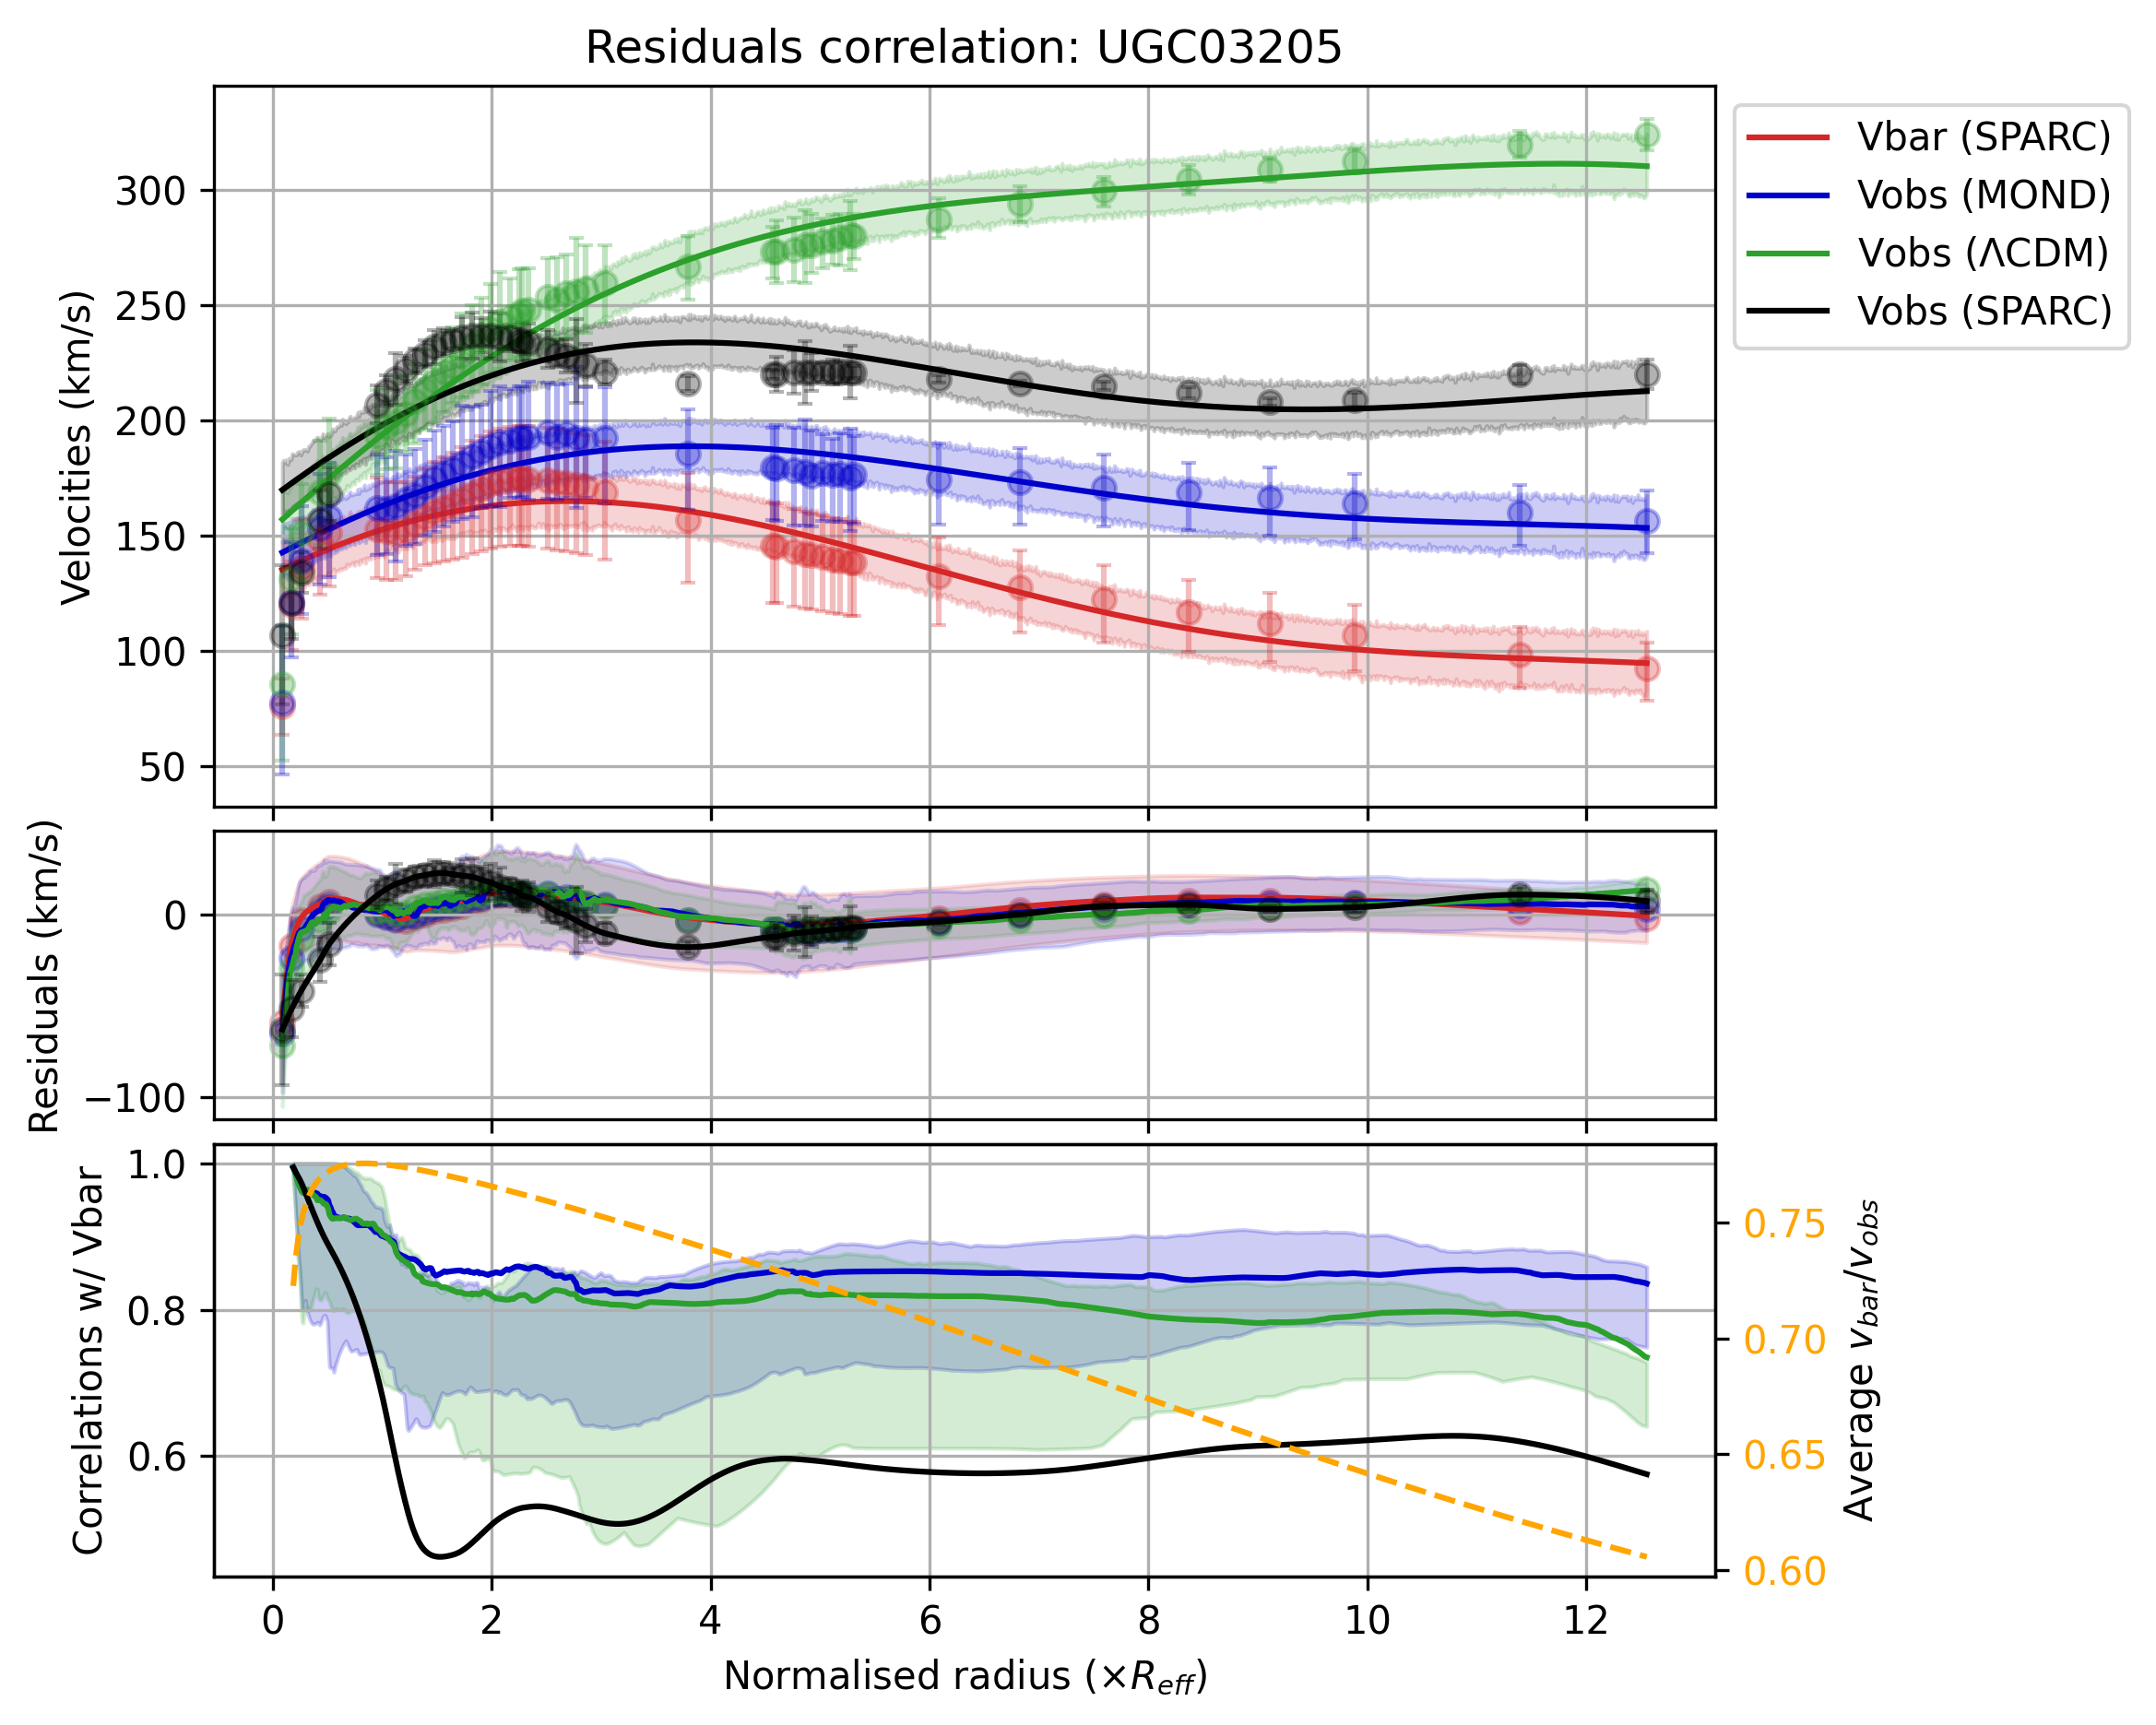 Residuals correlation: UGC03205
Velocities (km/s)
300
250
200
150
100
50
Vbar (SPARC)
Vobs (MOND)
Vobs (ΛCDM)
Vobs (SPARC)
Residuals (km/s)
0
−100
Correlations w/ Vbar
1.0
0.8
0.6
0.75
0.70
0.65
0.60
Average v_bar/v_obs
0 2 4 6 8 10 12
Normalised radius (×R_eff)